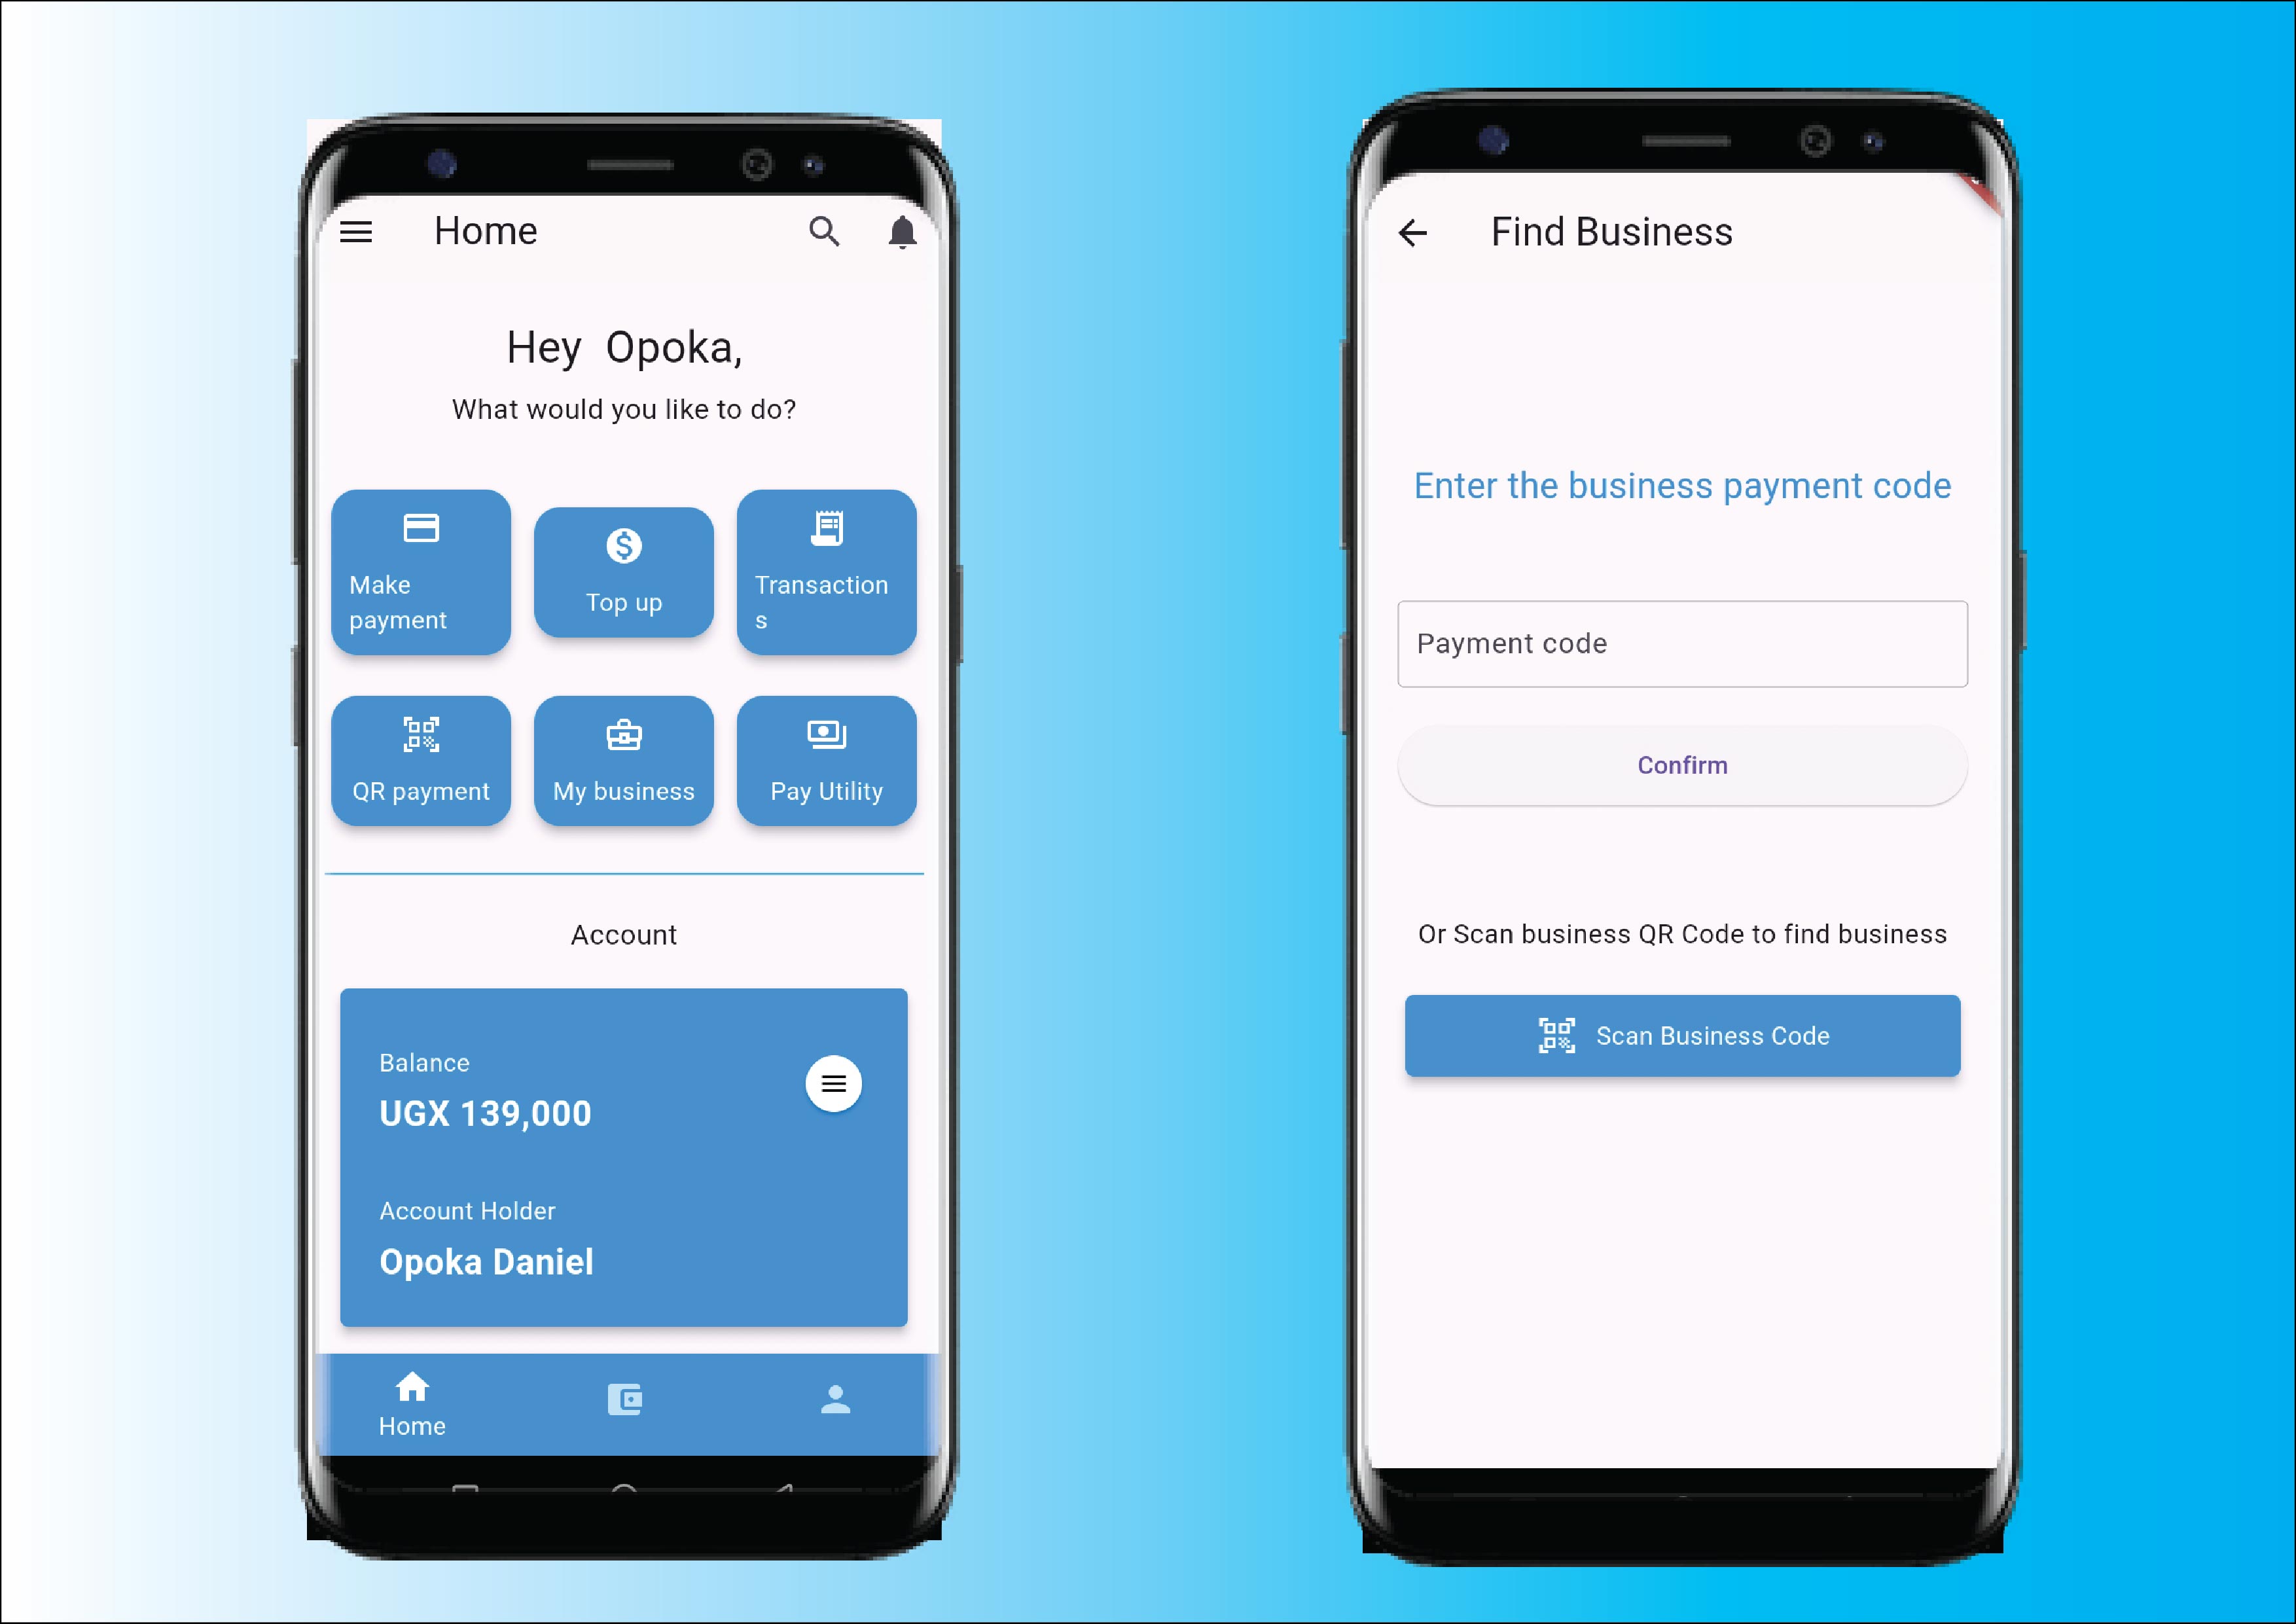 Home
Hey Opoka,
What would you like to do?
Make
payment
Top up
Transaction
s
QR payment
My business
Pay Utility
Account
Balance
UGX 139,000
Account Holder
Opoka Daniel
Home
Find Business
Enter the business payment code
Payment code
Confirm
Or Scan business QR Code to find business
Scan Business Code